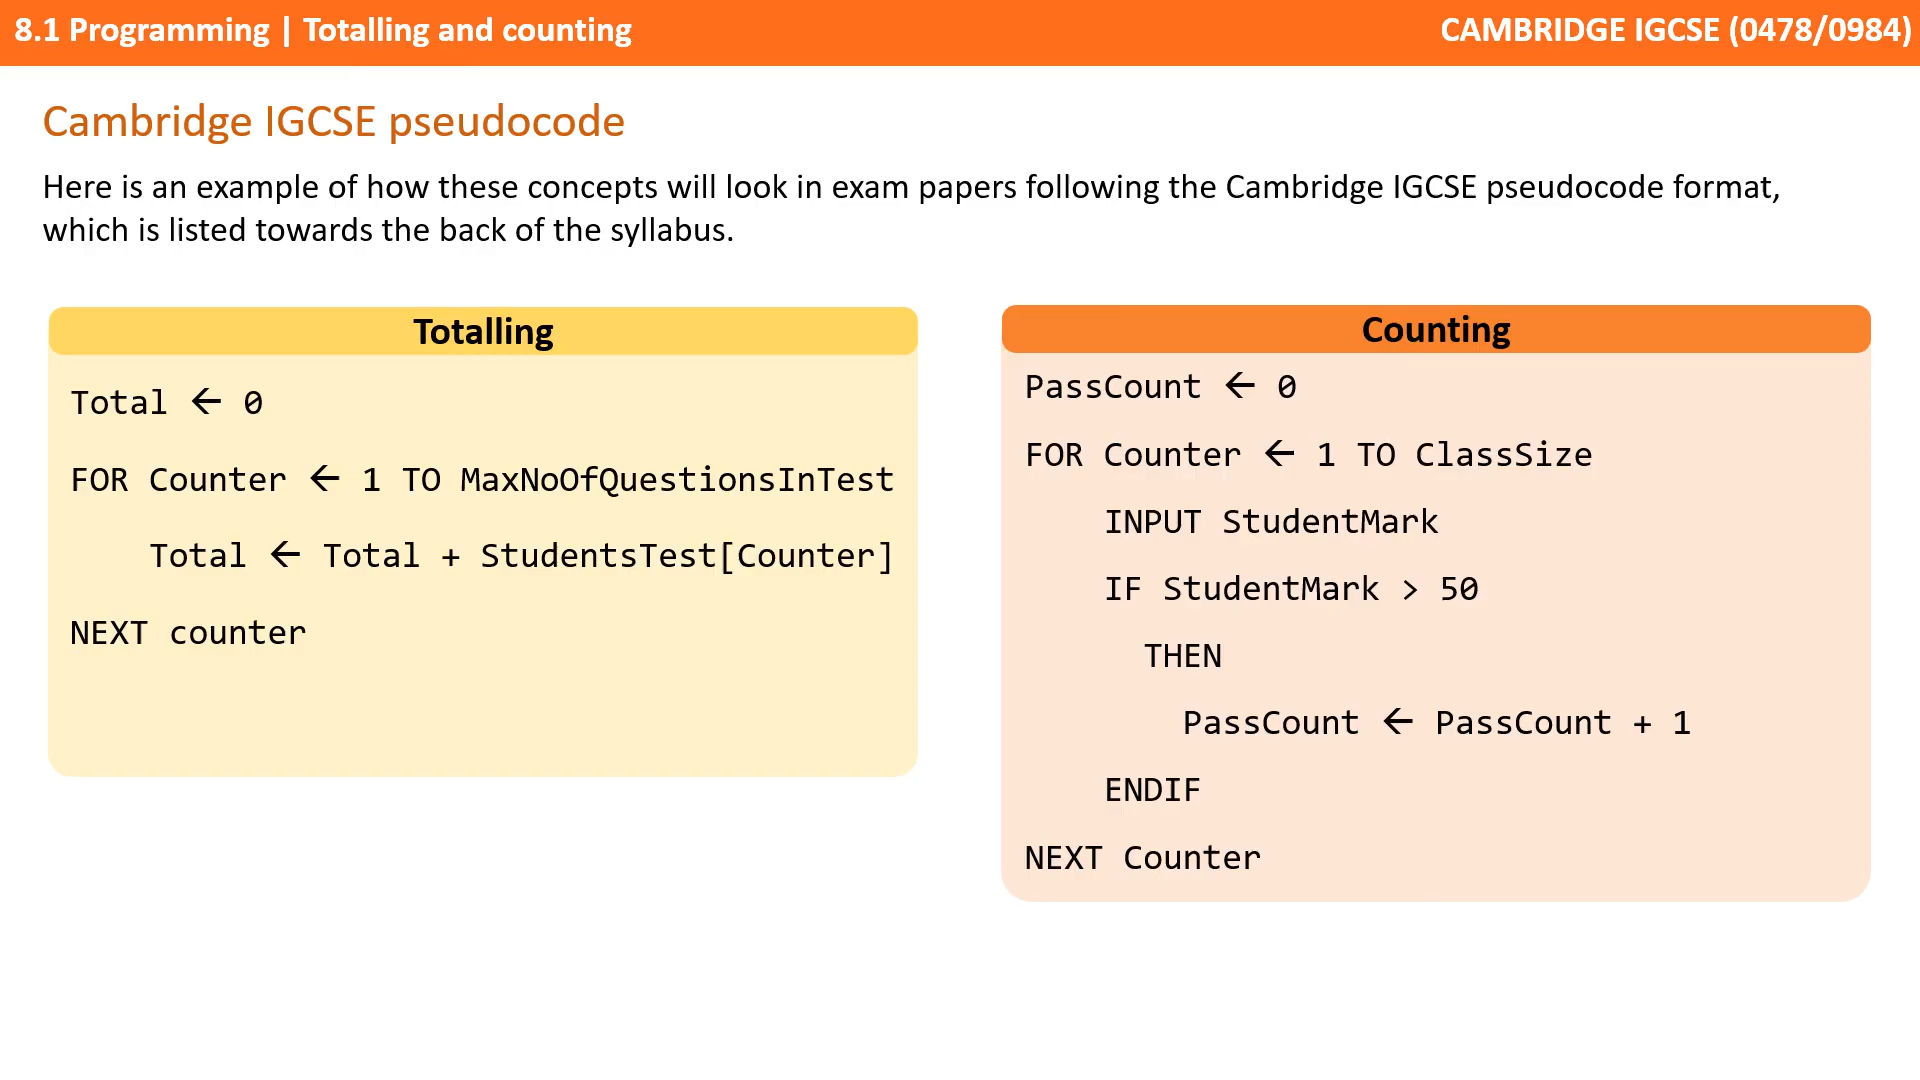 8.1 Programming | Totalling and counting
CAMBRIDGE IGCSE (0478/0984)
Cambridge IGCSE pseudocode
Here is an example of how these concepts will look in exam papers following the Cambridge IGCSE pseudocode format,
which is listed towards the back of the syllabus.
Totalling
Total ← 0
FOR Counter ← 1 TO MaxNoOfQuestionsInTest
    Total ← Total + StudentsTest[Counter]
NEXT counter
Counting
PassCount ← 0
FOR Counter ← 1 TO ClassSize
    INPUT StudentMark
    IF StudentMark > 50
      THEN
        PassCount ← PassCount + 1
    ENDIF
NEXT Counter